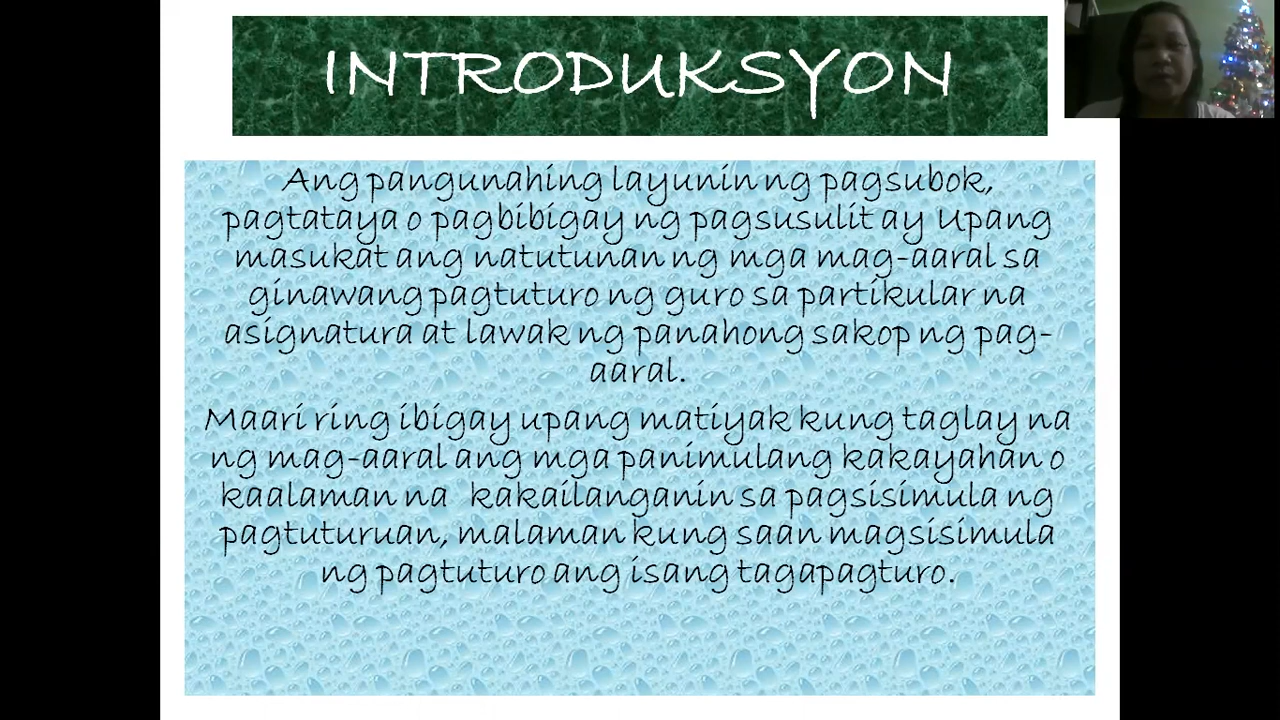 INTRODUKSYON
Ang pangunahing layunin ng pagsubok,
pagtataya o pagbibigay ng pagsusulit ay upang
masukat ang natutunan ng mga mag-aaral sa
ginawang pagtuturo ng guro sa partikular na
asignatura at lawak ng panahong sakop ng pag-
aaral.
Maari ring ibigay upang matiyak kung taglay na
ng mag-aaral ang mga panimulang kakayahan o
kaalaman na kakailanganin sa pagsisimula ng
pagtuturuan, malaman kung saan magsisimula
ng pagtuturo ang isang tagapagturo.